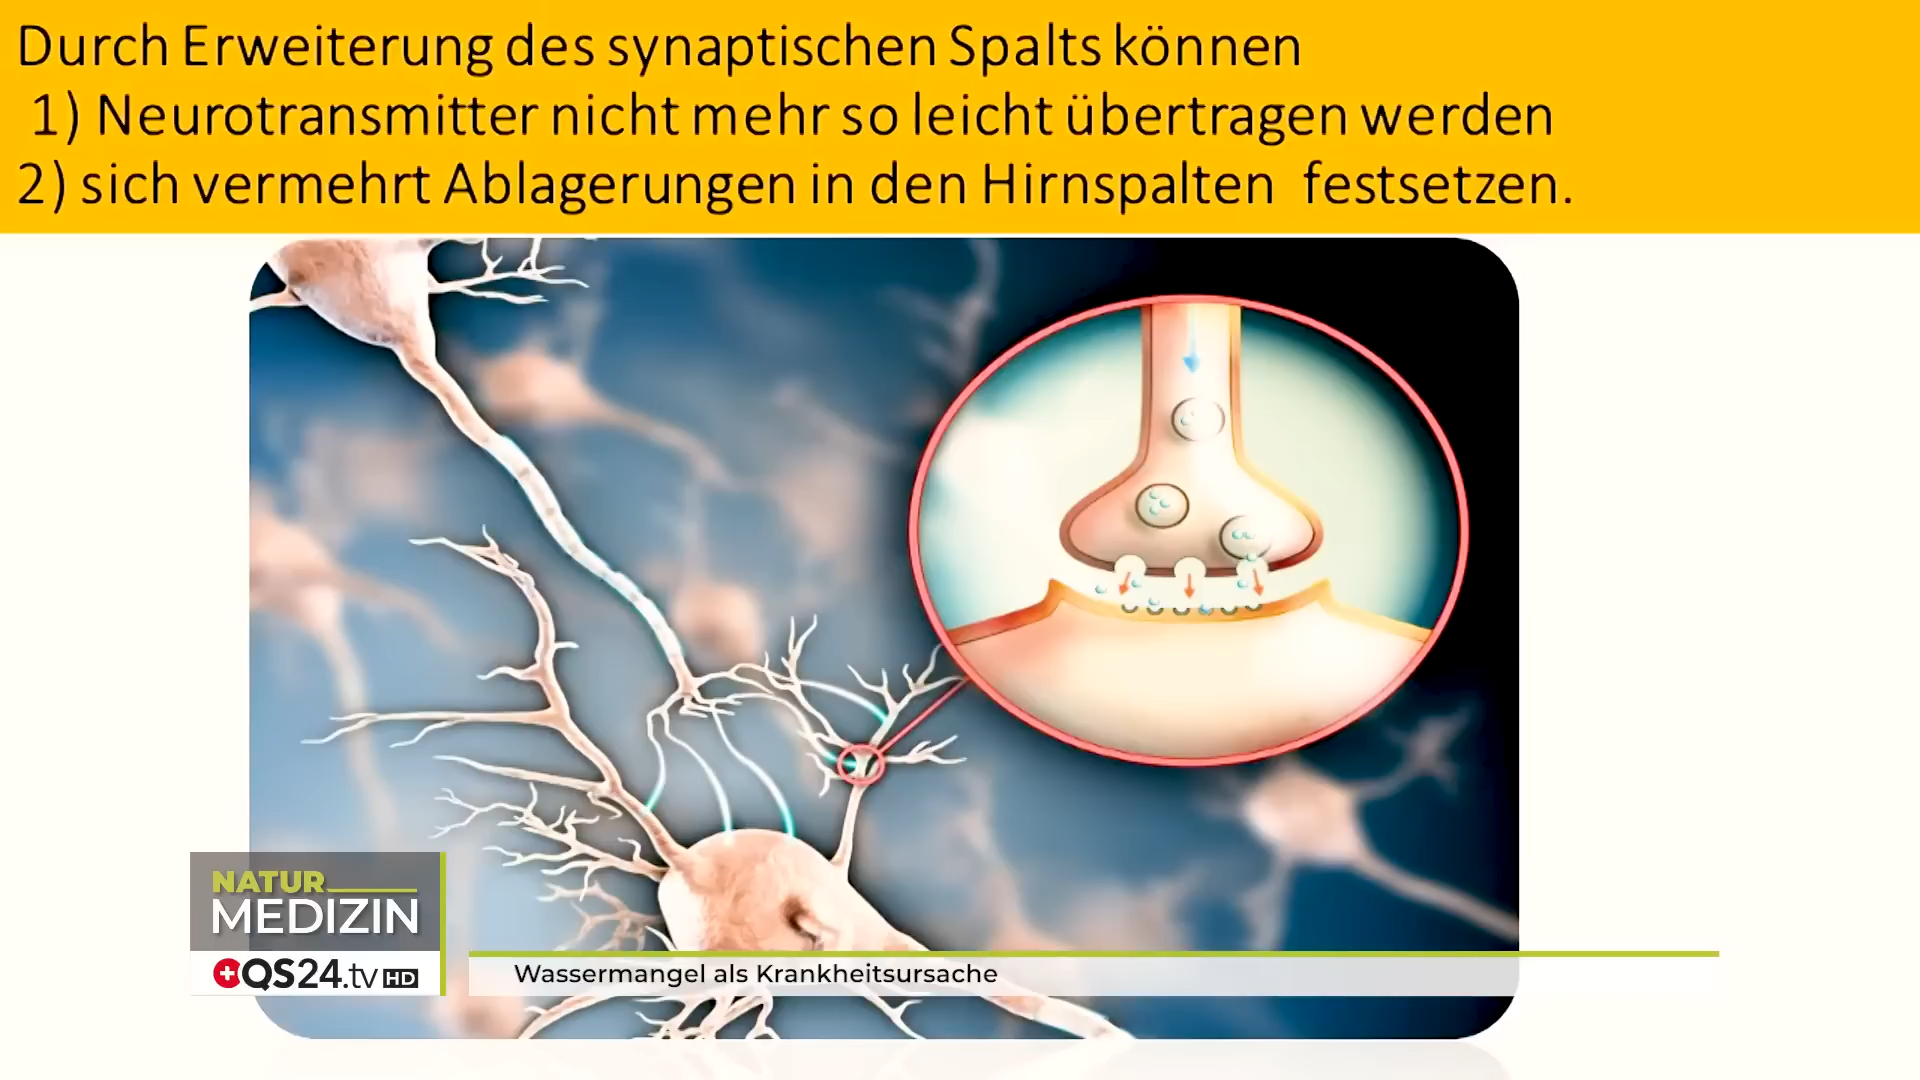 Durch Erweiterung des synaptischen Spalts können
1) Neurotransmitter nicht mehr so leicht übertragen werden
2) sich vermehrt Ablagerungen in den Hirnspalten festsetzen.
NATUR
MEDIZIN
QS24.tv HD
Wassermangel als Krankheitsursache